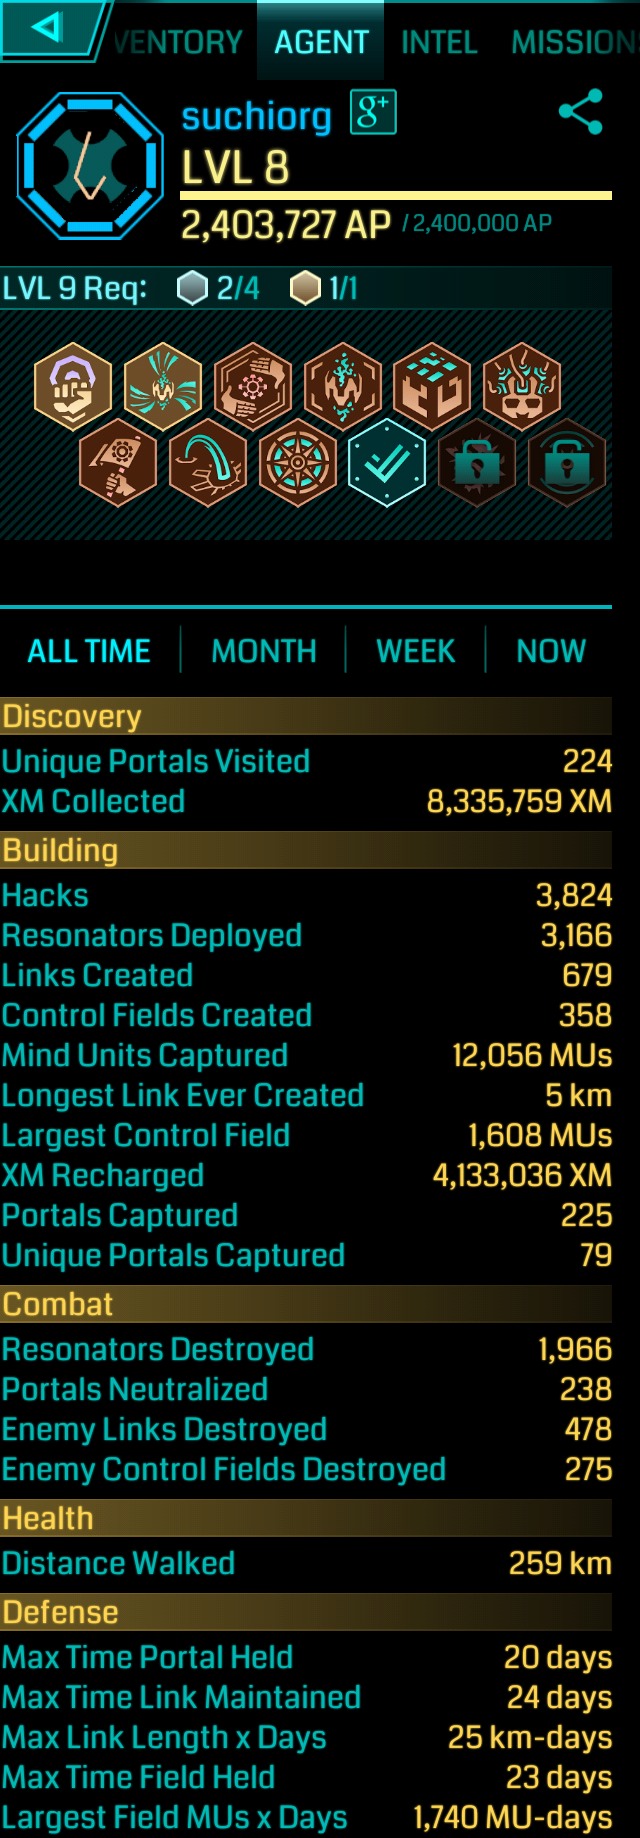 VENTORY AGENT INTEL MISSION
suchiorg g+
LVL 8
2,403,727 AP / 2,400,000 AP
LVL 9 Req: 2/4 1/1
ALL TIME MONTH WEEK NOW
Discovery
Unique Portals Visited 224
XM Collected 8,335,759 XM
Building
Hacks 3,824
Resonators Deployed 3,166
Links Created 679
Control Fields Created 358
Mind Units Captured 12,056 MUs
Longest Link Ever Created 5 km
Largest Control Field 1,608 MUs
XM Recharged 4,133,036 XM
Portals Captured 225
Unique Portals Captured 79
Combat
Resonators Destroyed 1,966
Portals Neutralized 238
Enemy Links Destroyed 478
Enemy Control Fields Destroyed 275
Health
Distance Walked 259 km
Defense
Max Time Portal Held 20 days
Max Time Link Maintained 24 days
Max Link Length x Days 25 km-days
Max Time Field Held 23 days
Largest Field MUs x Days 1,740 MU-days